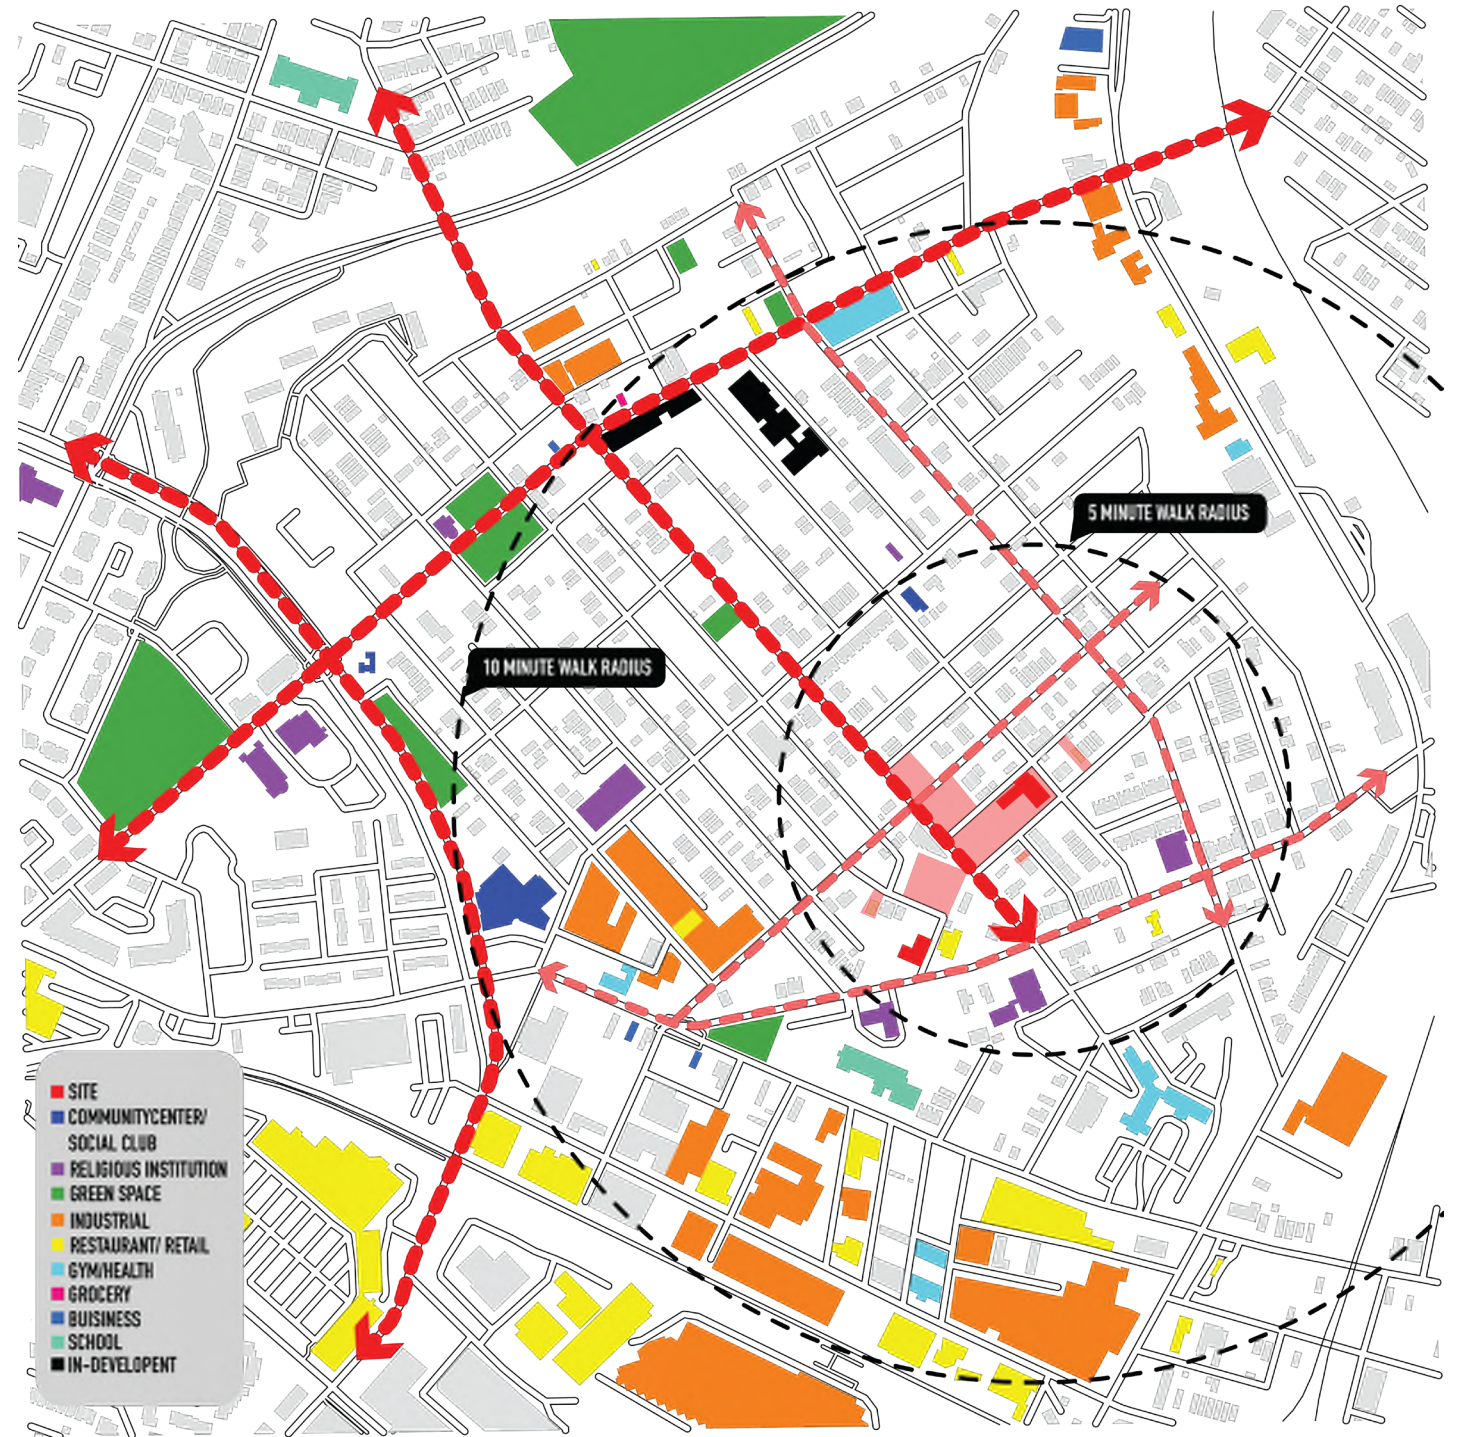 5 MINUTE WALK RADIUS
10 MINUTE WALK RADIUS
SITE
COMMUNITYCENTER/
SOCIAL CLUB
RELIGIOUS INSTITUTION
GREEN SPACE
INDUSTRIAL
RESTAURANT/ RETAIL
GYM/HEALTH
GROCERY
BUISINESS
SCHOOL
IN-DEVELOPENT